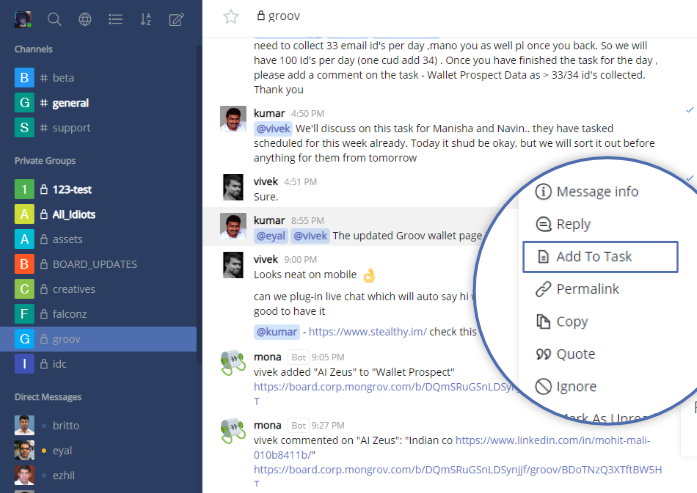 Channels
B # beta
G # general
S # support
Private Groups
1 123-test
A All_Idiots
A assets
B BOARD_UPDATES
C creatives
F falconz
G groov
I idc
Direct Messages
britto
eyal
ezhil
groov
need to collect 33 email id's per day ,mano you as well pl once you back. So we will
have 100 Id's per day (one cud add 34) . Once you have finished the task for the day ,
please add a comment on the task - Wallet Prospect Data as > 33/34 id's collected.
Thank you
kumar 4:50 PM
@vivek We'll discuss on this task for Manisha and Navin.. they have tasked
scheduled for this week already. Today it shud be okay, but we will sort it out before
anything for them from tomorrow
vivek 4:51 PM
Sure.
kumar 8:55 PM
@eyal @vivek The updated Groov wallet page
vivek 9:00 PM
Looks neat on mobile 👌
can we plug-in live chat which will auto say hi
good to have it
@kumar - https://www.stealthy.im/ check this
mona Bot 9:05 PM
vivek added "AI Zeus" to "Wallet Prospect"
https://board.corp.mongrov.com/b/DQmSRuGSnLDSynjjf/groov/BDoTNzQ3XTftBW5H
T
mona Bot 9:27 PM
vivek commented on "AI Zeus": "Indian co https://www.linkedin.com/in/mohit-mali-
010b8411b/"
https://board.corp.mongrov.com/b/DQmSRuGSnLDSynjjf/groov/BDoTNzQ3XTftBW5H
T
Message info
Reply
Add To Task
Permalink
Copy
Quote
Ignore
Mark As Unrea